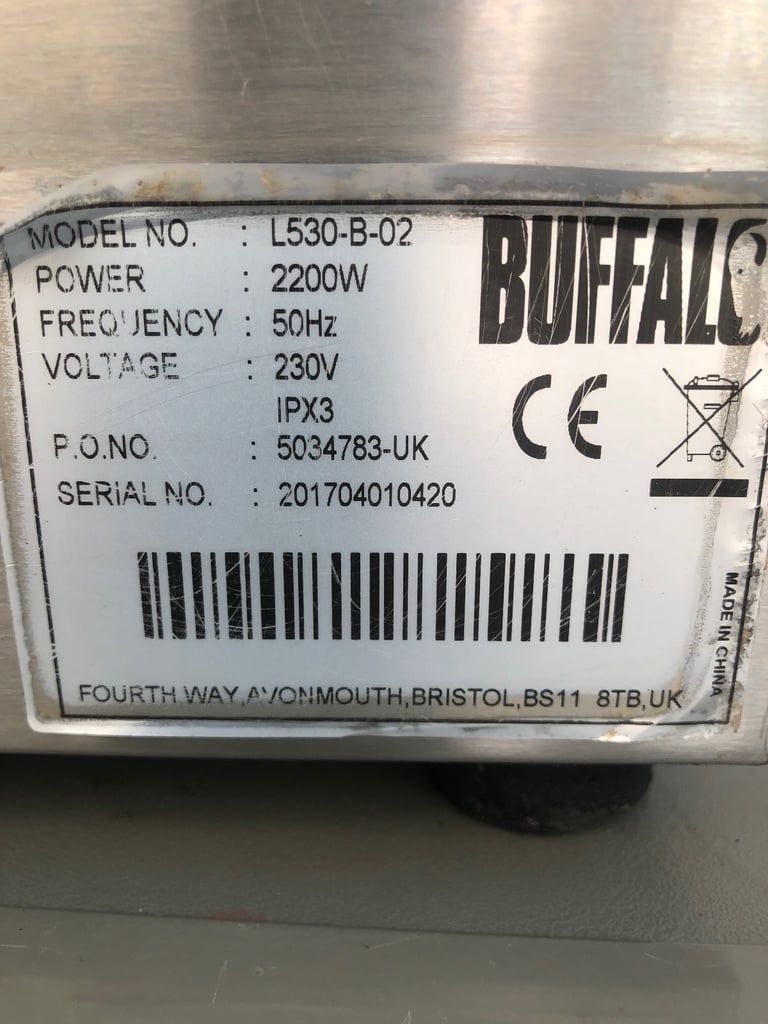 MODEL NO. : L530-B-02
BUFFALO
POWER : 2200W
FREQUENCY : 50Hz
VOLTAGE : 230V
IPX3
CE
P.O.NO. : 5034783-UK
SERIAL NO. : 201704010420
MADE IN CHINA
FOURTH WAY,AVONMOUTH,BRISTOL,BS11 8TB,UK